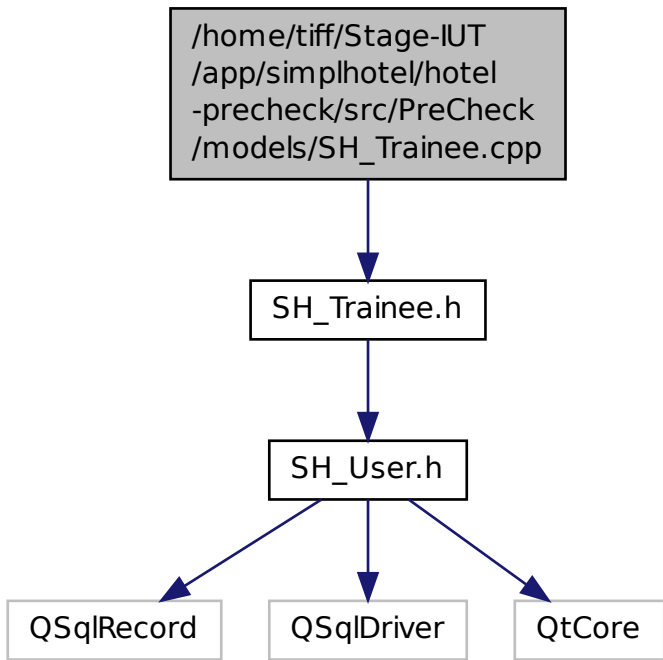 /home/tiff/Stage-IUT
/app/simplhotel/hotel
-precheck/src/PreCheck
/models/SH_Trainee.cpp
SH_Trainee.h
SH_User.h
QSqlRecord
QSqlDriver
QtCore